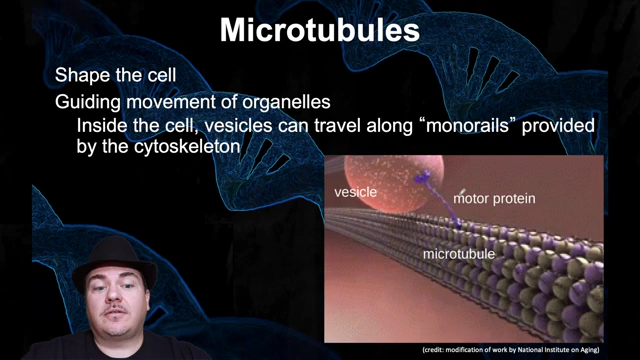 Microtubules
Shape the cell
Guiding movement of organelles
Inside the cell, vesicles can travel along “monorails” provided
by the cytoskeleton
vesicle
motor protein
microtubule
(credit: modification of work by National Institute on Aging)